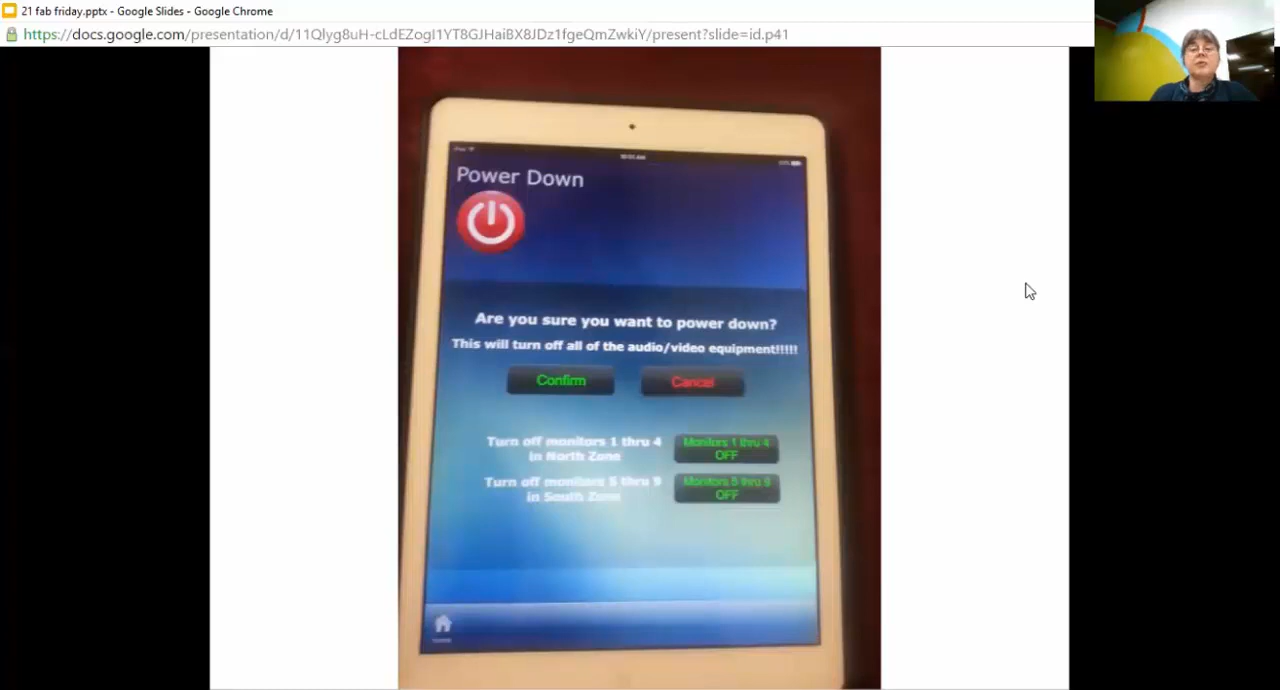 21 fab friday.pptx - Google Slides - Google Chrome
https://docs.google.com/presentation/d/11Qlyg8uH-cLdEZogI1YT8GJHaiBX8JDz1fgeQmZwkiY/present?slide=id.p41
Power Down
Are you sure you want to power down?
This will turn off all of the audio/video equipment!!!!!
Confirm
Cancel
Turn off monitors 1 thru 4
in North Zone
Monitors 1 thru 4
OFF
Turn off monitors 5 thru 9
in South Zone
Monitors 5 thru 9
OFF